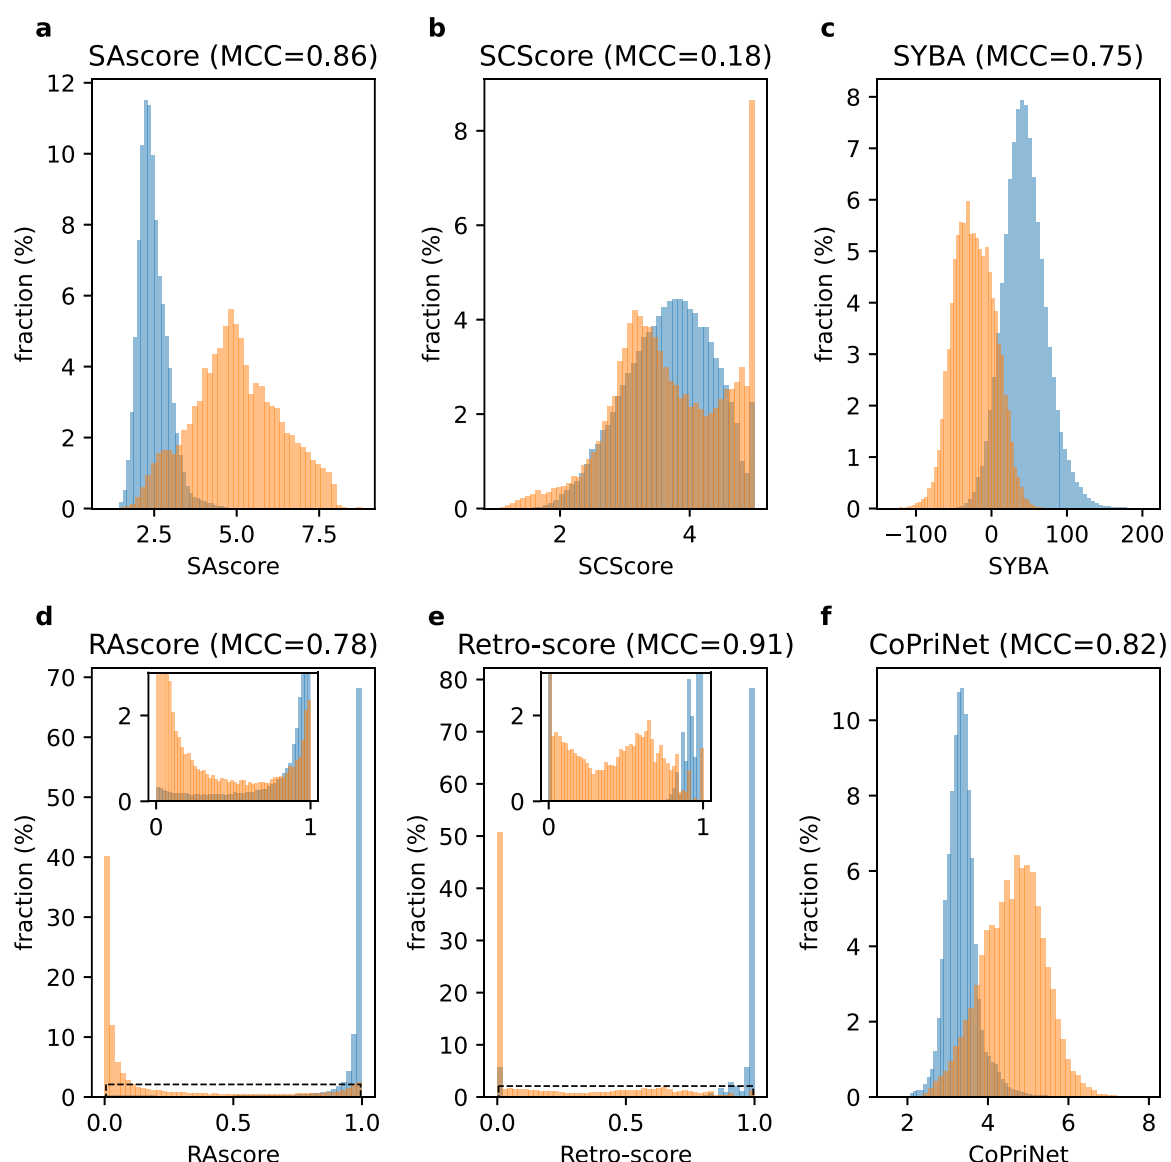 a
SAscore (MCC=0.86)
12
10
8
6
4
2
0
fraction (%)
2.5 5.0 7.5
SAscore
b
SCScore (MCC=0.18)
8
6
4
2
0
fraction (%)
2 4
SCScore
c
SYBA (MCC=0.75)
8
7
6
5
4
3
2
1
0
fraction (%)
−100 0 100 200
SYBA
d
RAscore (MCC=0.78)
70
60
50
40
30
20
10
0
fraction (%)
2
0
0 1
0.0 0.5 1.0
RAscore
e
Retro-score (MCC=0.91)
80
70
60
50
40
30
20
10
0
fraction (%)
2
0
0 1
0.0 0.5 1.0
Retro-score
f
CoPriNet (MCC=0.82)
10
8
6
4
2
0
fraction (%)
2 4 6 8
CoPriNet